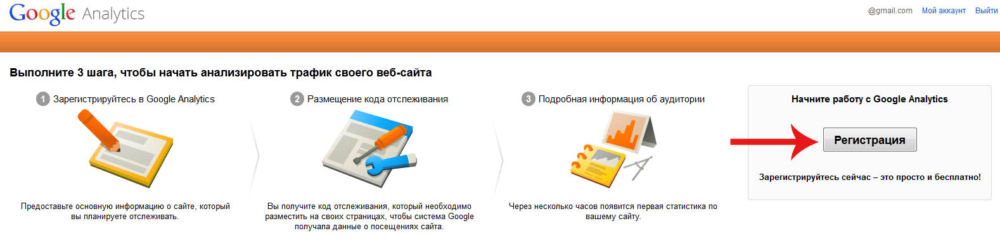 Google Analytics
@gmail.com Мой аккаунт Выйти
Выполните 3 шага, чтобы начать анализировать трафик своего веб-сайта
1 Зарегистрируйтесь в Google Analytics
Предоставьте основную информацию о сайте, который
вы планируете отслеживать.
2 Размещение кода отслеживания
Вы получите код отслеживания, который необходимо
разместить на своих страницах, чтобы система Google
получала данные о посещениях сайта.
3 Подробная информация об аудитории
Через несколько часов появится первая статистика по
вашему сайту.
Начните работу с Google Analytics
Регистрация
Зарегистрируйтесь сейчас – это просто и бесплатно!